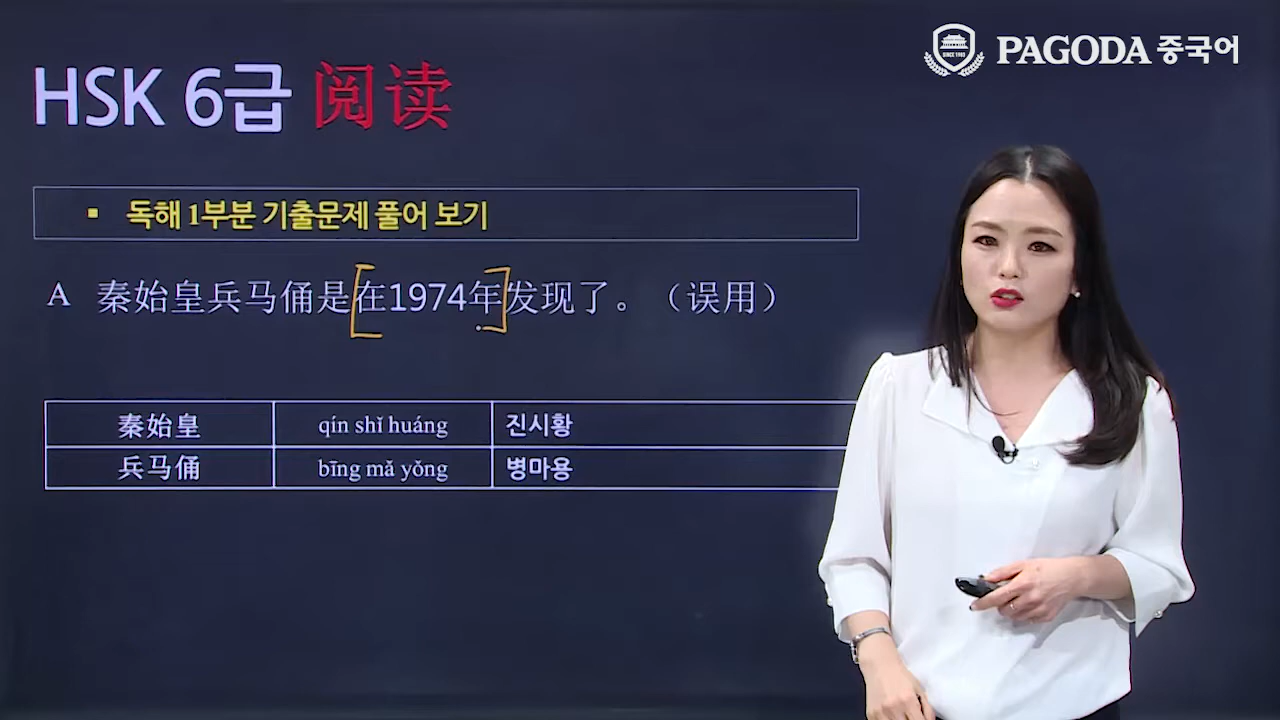 SINCE 1983
PAGODA 중국어
HSK 6급 阅读
▪ 독해 1부분 기출문제 풀어 보기
A 秦始皇兵马俑是[在1974年]发现了。（误用）
秦始皇 qín shǐ huáng 진시황
兵马俑 bīng mǎ yǒng 병마용